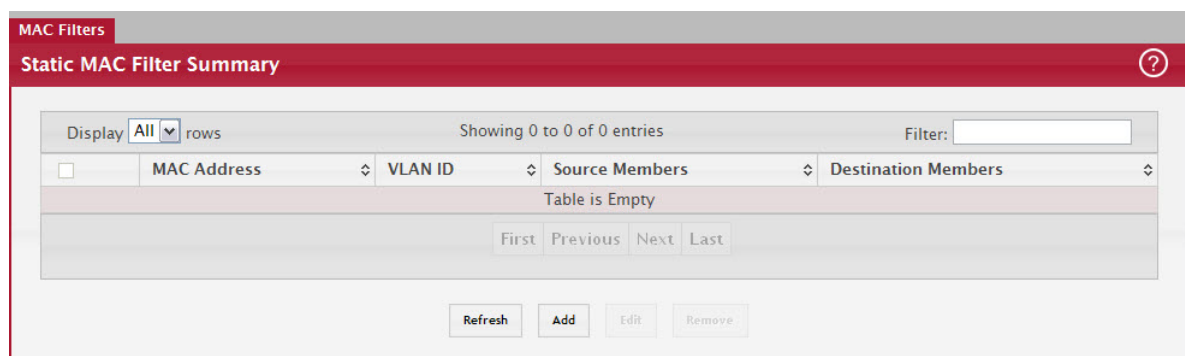 MAC Filters
Static MAC Filter Summary
?
Display All rows Showing 0 to 0 of 0 entries Filter:
MAC Address VLAN ID Source Members Destination Members
Table is Empty
First Previous Next Last
Refresh Add Edit Remove